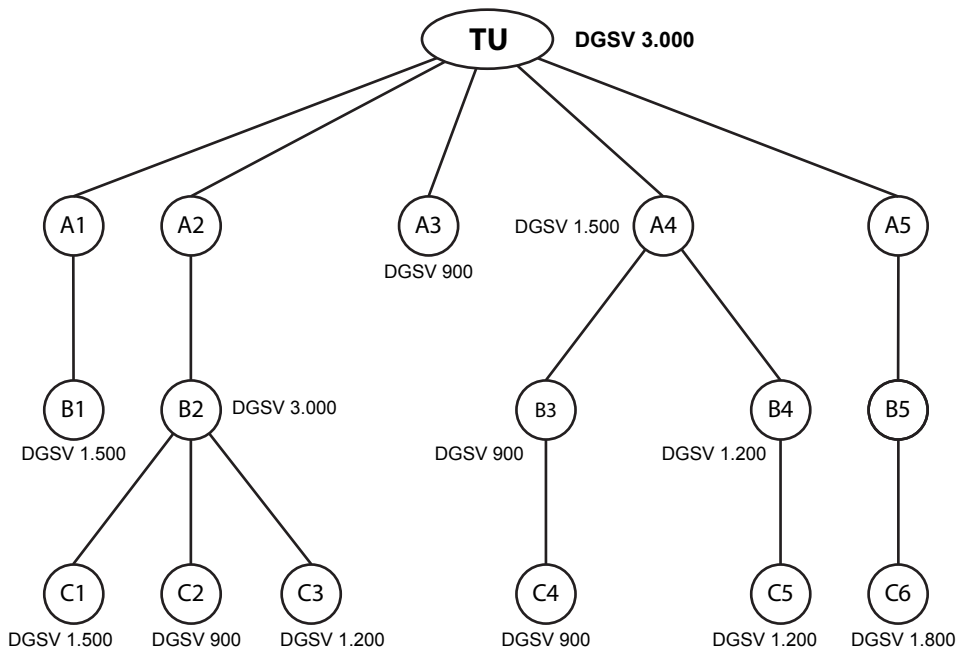 TU DGSV 3.000
A1 A2 A3 DGSV 1.500 A4 A5
DGSV 900
B1 B2 DGSV 3.000 B3 B4 B5
DGSV 1.500 DGSV 900 DGSV 1.200
C1 C2 C3 C4 C5 C6
DGSV 1.500 DGSV 900 DGSV 1.200 DGSV 900 DGSV 1.200 DGSV 1.800